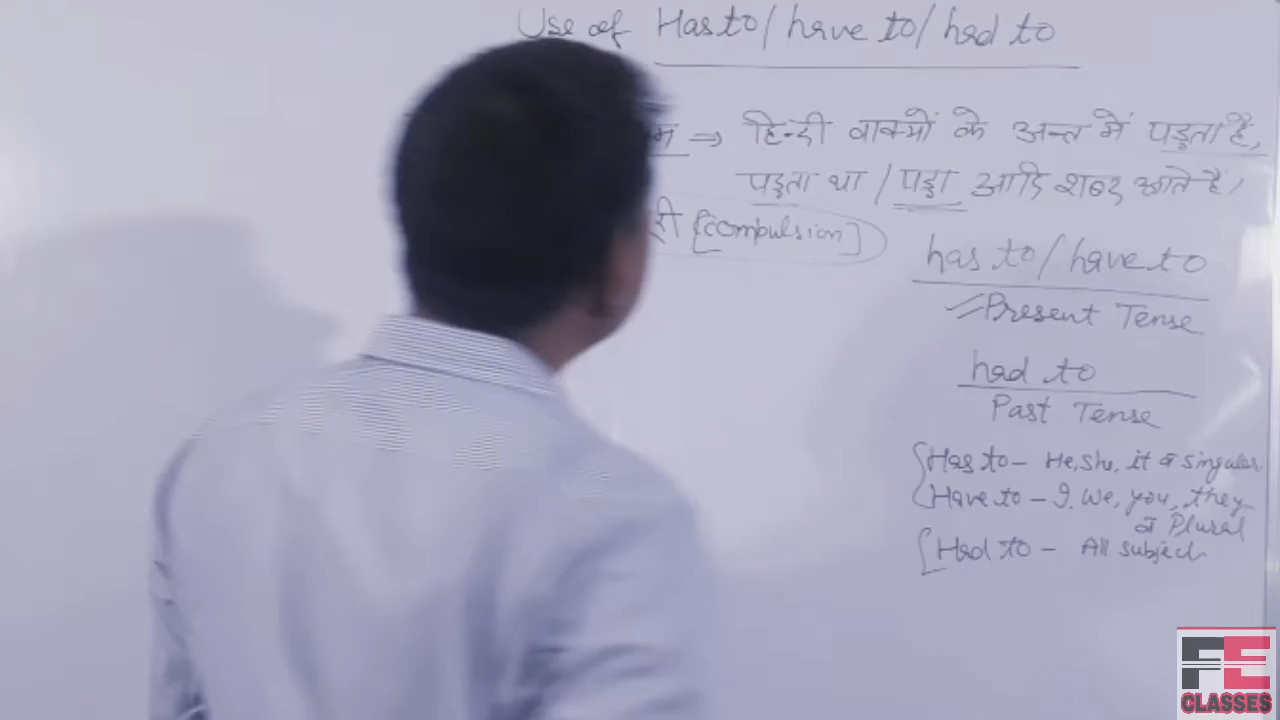 Use of Has to/ have to/ had to
म → हिन्दी वाक्यों के अन्त में पड़ता है,
पड़ता था / पड़ा आदि शब्द आते हैं।
री [compulsion]
has to/ have to
Present Tense
had to
Past Tense
Has to - He, she, it व singular
Have to - I, we, you, they
व Plural
Had to - All subject
FE
CLASSES